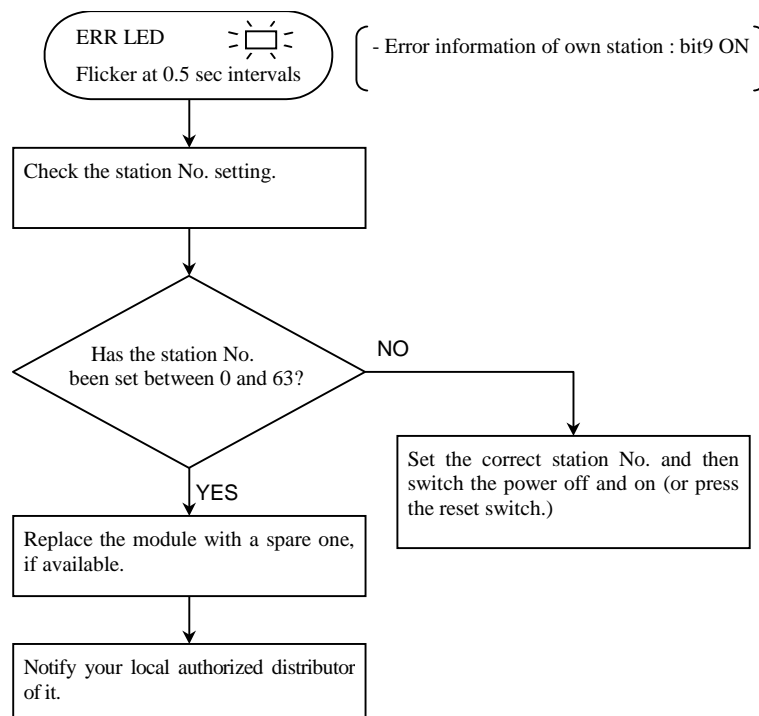 ERR LED
Flicker at 0.5 sec intervals
- Error information of own station : bit9 ON
Check the station No. setting.
Has the station No.
been set between 0 and 63?
NO
Set the correct station No. and then
switch the power off and on (or press
the reset switch.)
YES
Replace the module with a spare one,
if available.
Notify your local authorized distributor
of it.